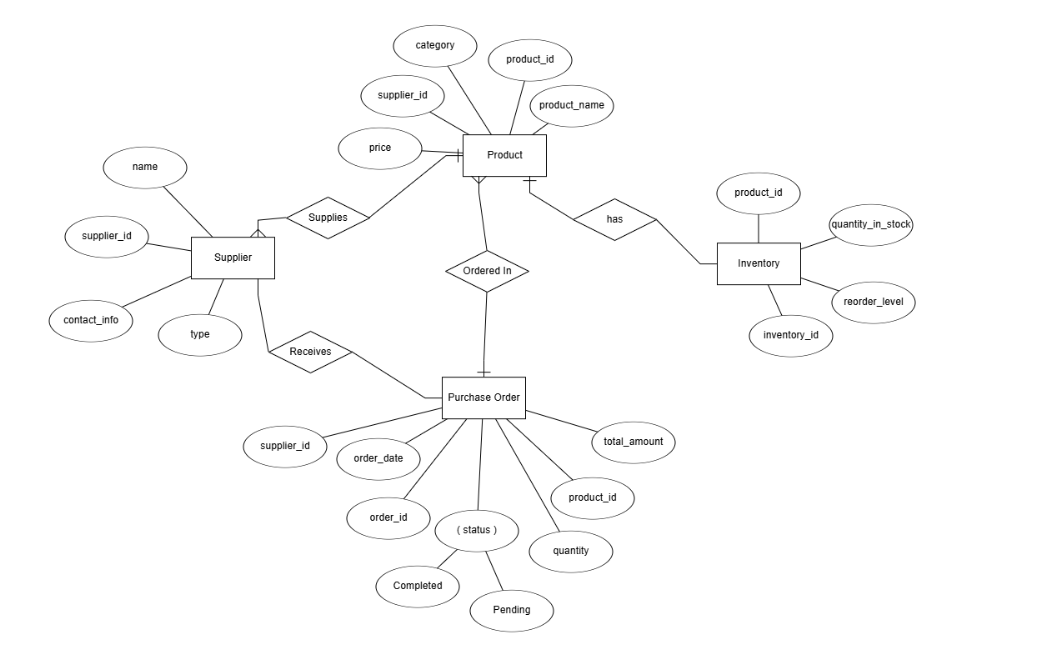 category
product_id
supplier_id
product_name
price
Product
name
product_id
Supplies
has
quantity_in_stock
supplier_id
Supplier
Ordered In
Inventory
reorder_level
contact_info
type
inventory_id
Receives
Purchase Order
supplier_id
order_date
total_amount
product_id
order_id
( status )
quantity
Completed
Pending